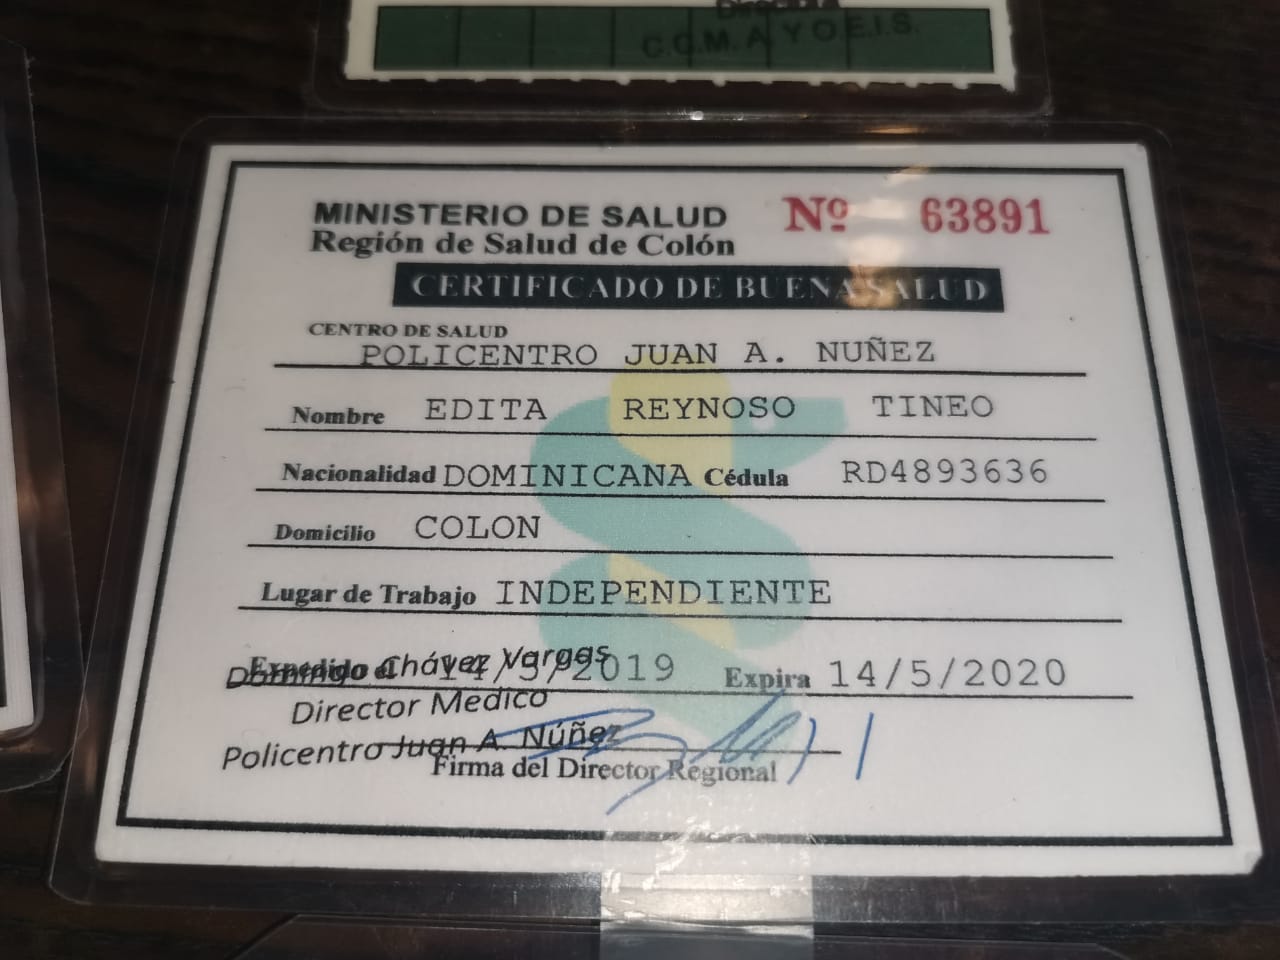 C.C.M.A. Y O.E.I.S.
MINISTERIO DE SALUD Nº 63891
Región de Salud de Colón
CERTIFICADO DE BUENA SALUD
CENTRO DE SALUD
POLICENTRO JUAN A. NUÑEZ
Nombre EDITA REYNOSO TINEO
Nacionalidad DOMINICANA Cédula RD4893636
Domicilio COLON
Lugar de Trabajo INDEPENDIENTE
Expedido el 14/5/2019 Expira 14/5/2020
Domingo Chávez Vargas
Director Medico
Policentro Juan A. Núñez
Firma del Director Regional